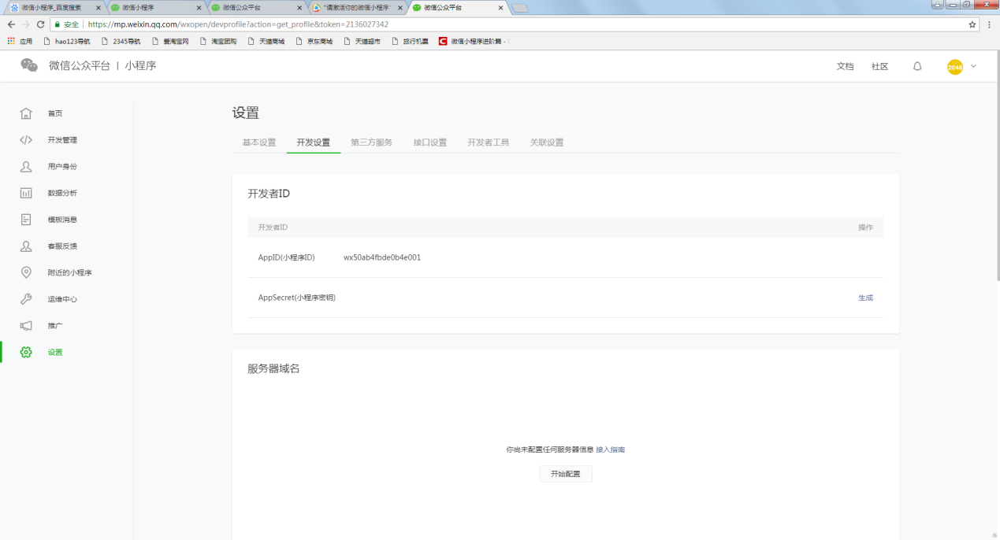 微信小程序_百度搜索
微信小程序
微信公众平台
"请激活你的微信小程序"
微信公众平台
安全
https://mp.weixin.qq.com/wxopen/devprofile?action=get_profile&token=2136027342
应用
hao123导航
2345导航
爱淘宝网
淘宝团购
天猫商城
京东商城
天猫超市
旅行机票
C
微信小程序进阶篇 -
微信公众平台 | 小程序
文档
社区
2048
首页
开发管理
用户身份
数据分析
模板消息
客服反馈
附近的小程序
运维中心
推广
设置
设置
基本设置
开发设置
第三方服务
接口设置
开发者工具
关联设置
开发者ID
开发者ID
操作
AppID(小程序ID)
wx50ab4fbde0b4e001
AppSecret(小程序密钥)
生成
服务器域名
你尚未配置任何服务器信息 接入指南
开始配置